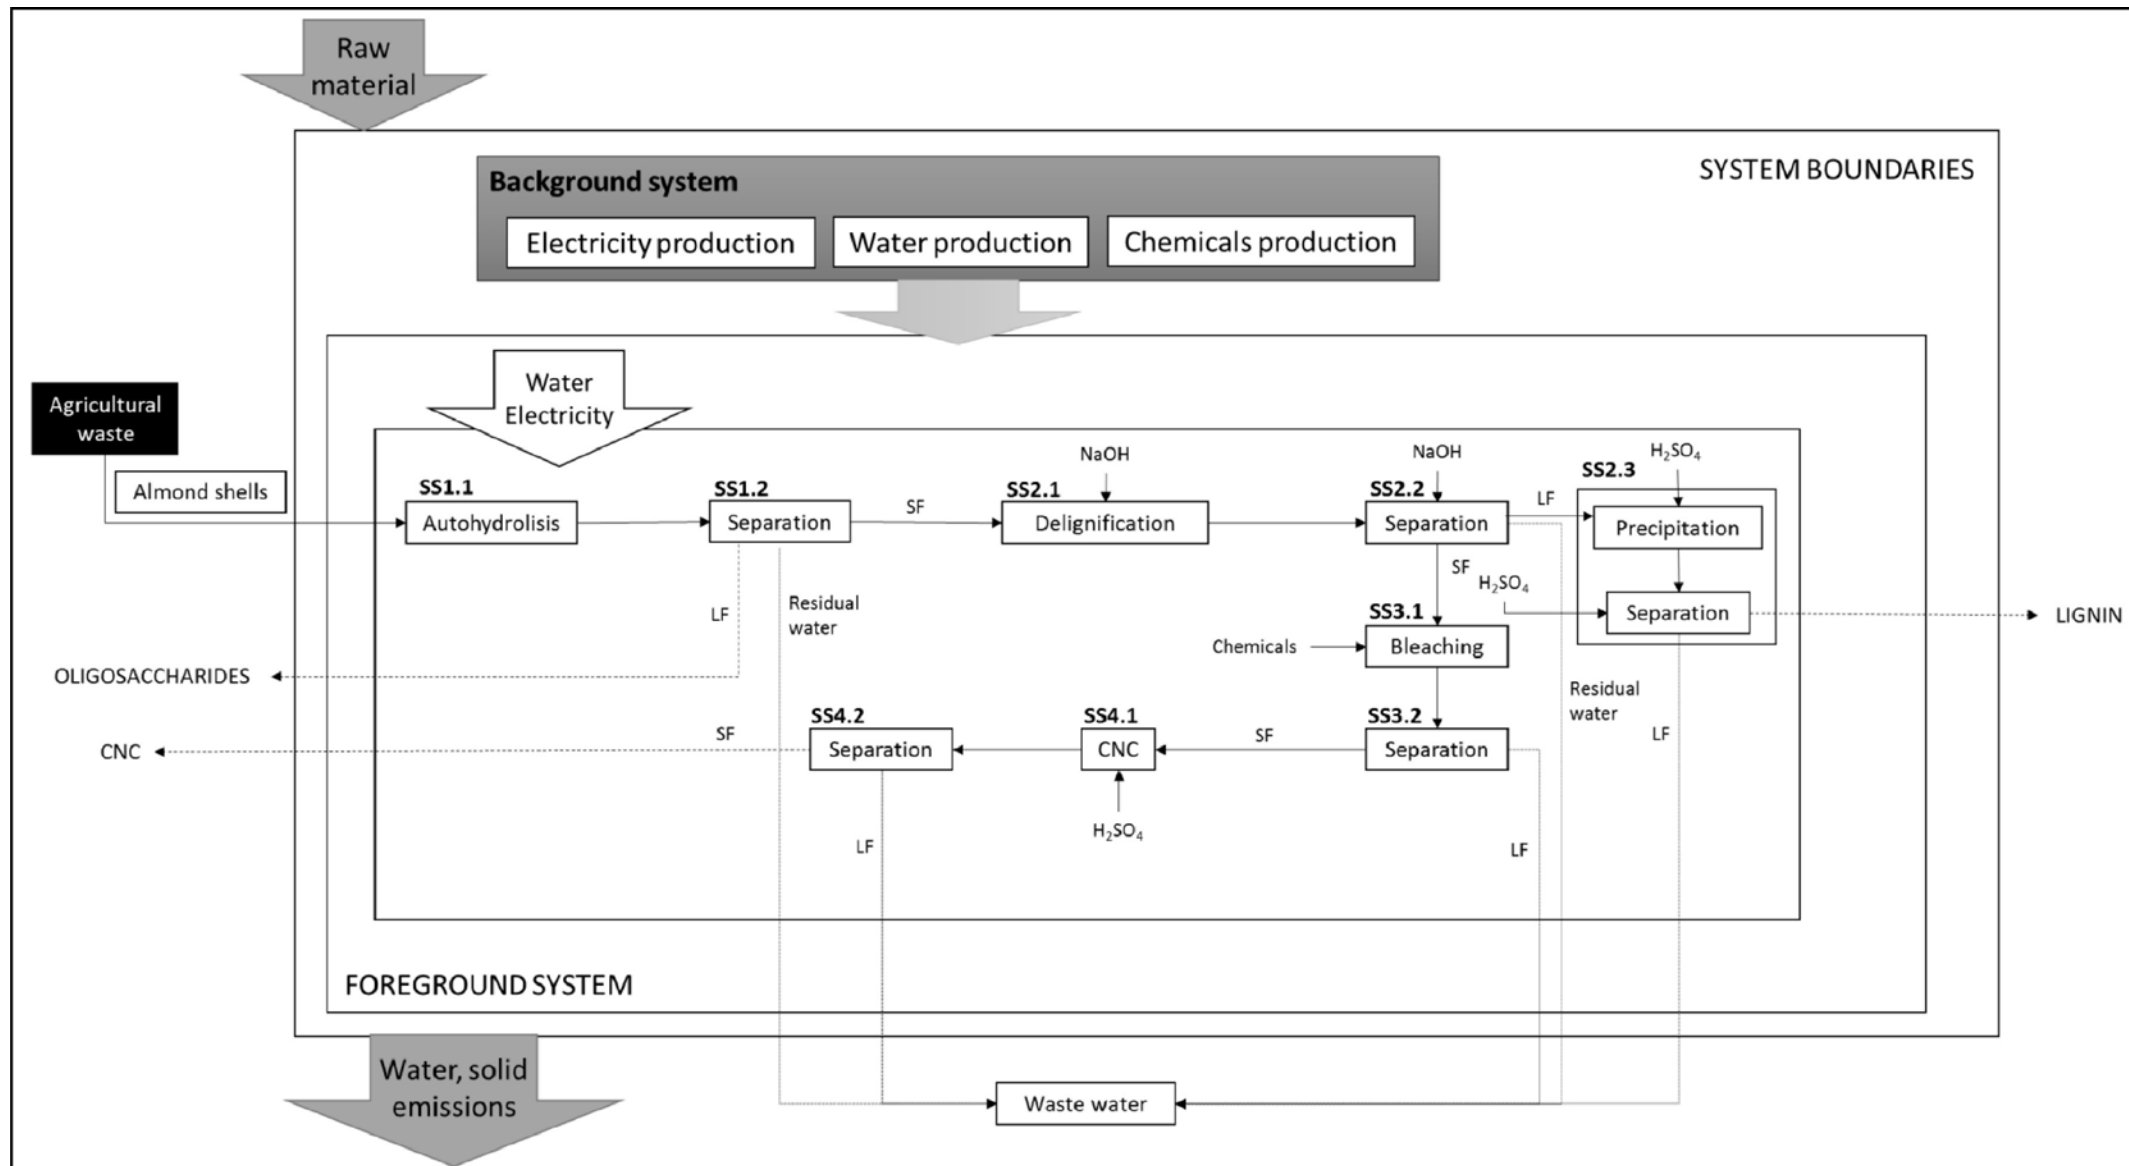 Raw
material
SYSTEM BOUNDARIES
Background system
Electricity production
Water production
Chemicals production
Water
Electricity
Agricultural
waste
Almond shells
NaOH
NaOH
H₂SO₄
SS1.1
SS1.2
SS2.1
SS2.2
SS2.3
Autohydrolisis
Separation
SF
Delignification
Separation
LF
Precipitation
SF
H₂SO₄
LF
Residual
water
SS3.1
Separation
LIGNIN
Chemicals
Bleaching
OLIGOSACCHARIDES
Residual
water
SS4.2
SS4.1
SS3.2
CNC
SF
Separation
CNC
SF
Separation
LF
H₂SO₄
LF
LF
FOREGROUND SYSTEM
Water, solid
emissions
Waste water